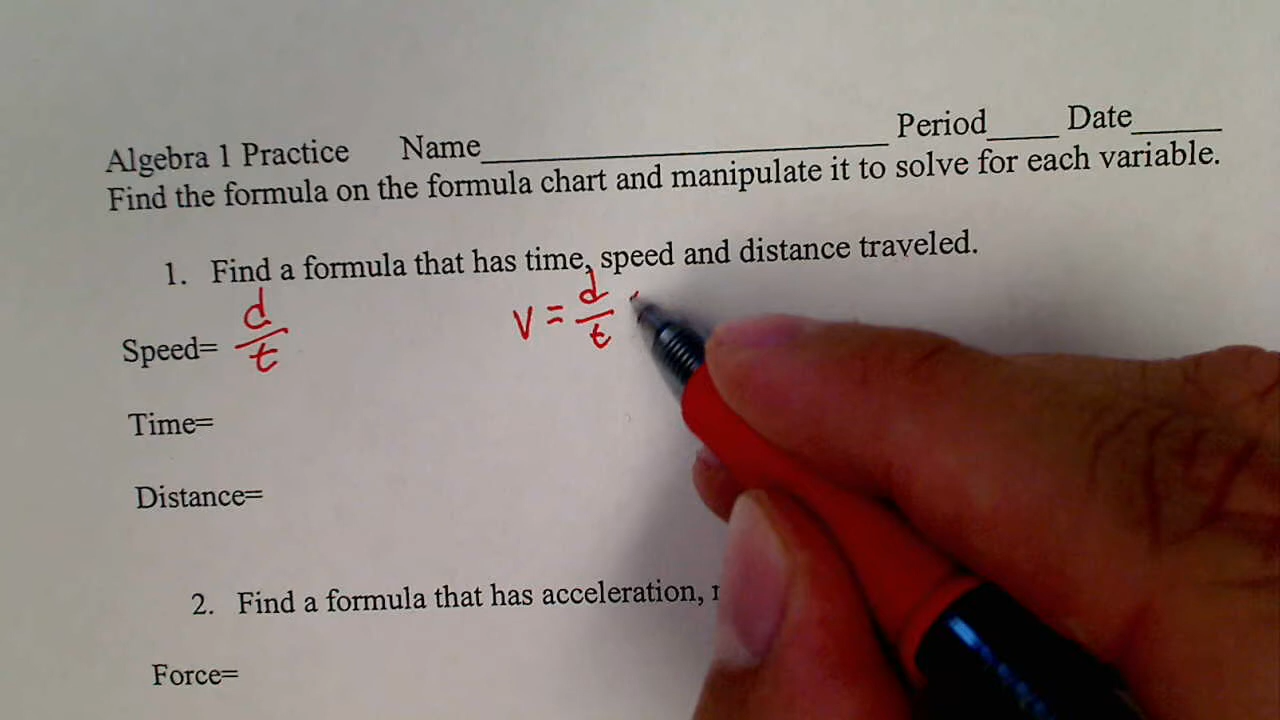 Algebra 1 Practice Name____________________ Period____ Date_____
Find the formula on the formula chart and manipulate it to solve for each variable.
1. Find a formula that has time, speed and distance traveled.
Speed= d/t v = d/t
Time=
Distance=
2. Find a formula that has acceleration,
Force=